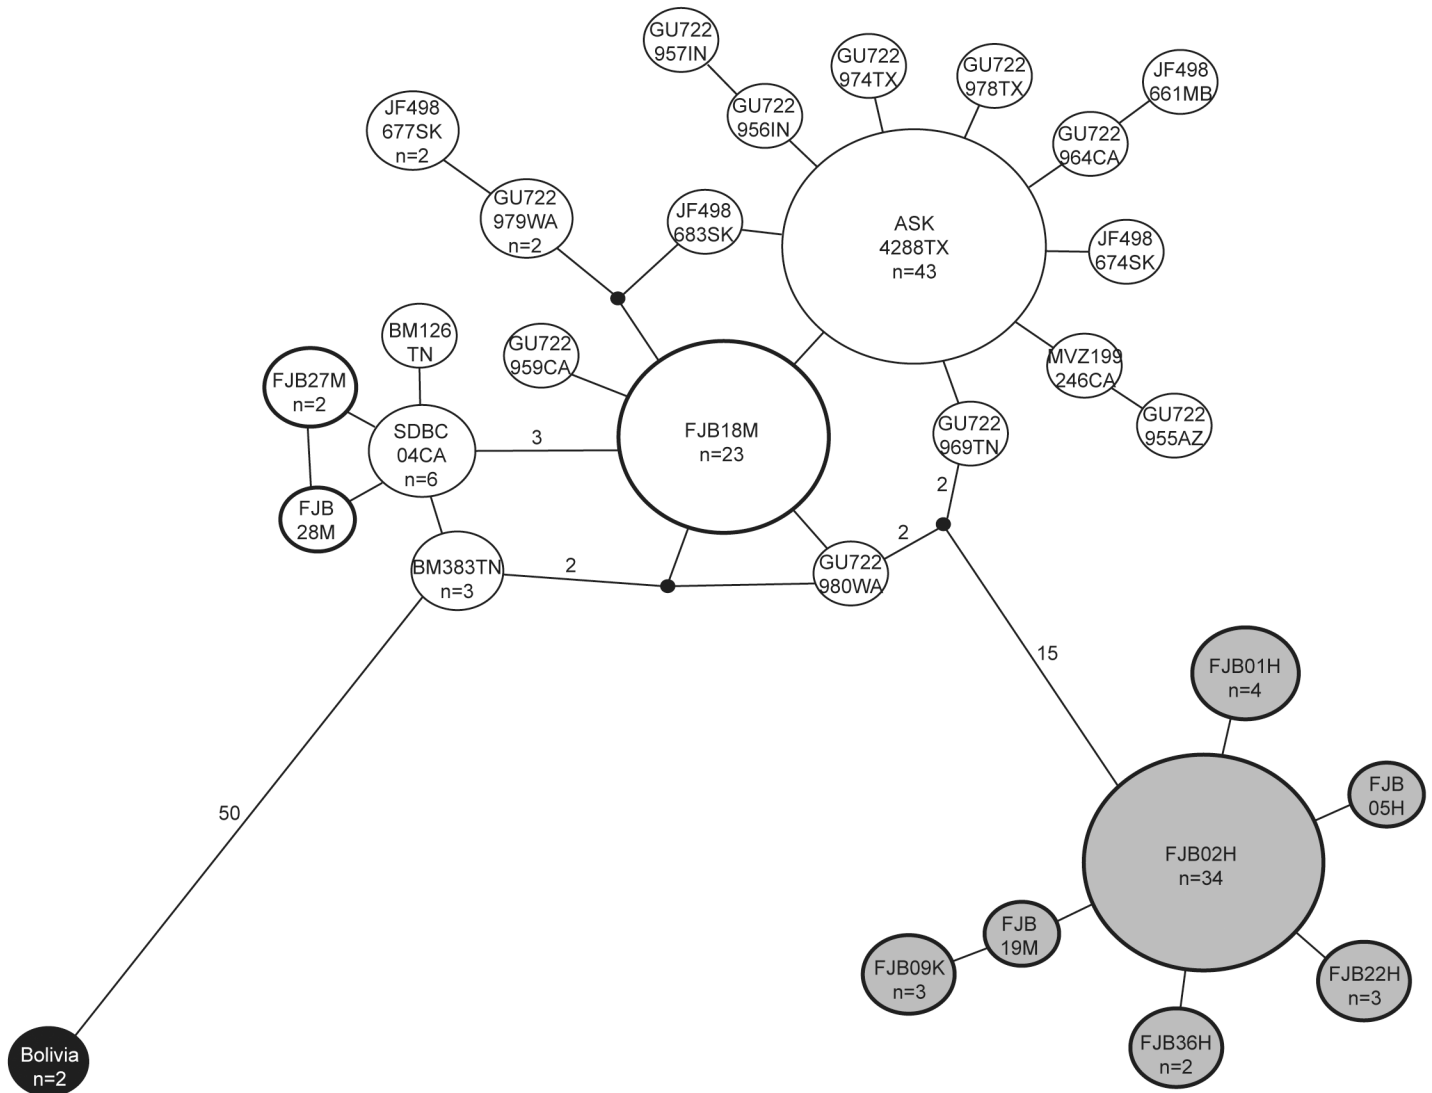 GU722
957IN
GU722
974TX
GU722
978TX
JF498
661MB
GU722
956IN
JF498
677SK
n=2
GU722
964CA
GU722
979WA
n=2
JF498
683SK
ASK
4288TX
n=43
JF498
674SK
BM126
TN
GU722
959CA
MVZ199
246CA
FJB27M
n=2
GU722
955AZ
SDBC
04CA
n=6
3
FJB18M
n=23
GU722
969TN
2
FJB
28M
2
BM383TN
n=3
2
GU722
980WA
15
FJB01H
n=4
50
FJB
05H
FJB02H
n=34
FJB
19M
FJB09K
n=3
FJB22H
n=3
FJB36H
n=2
Bolivia
n=2